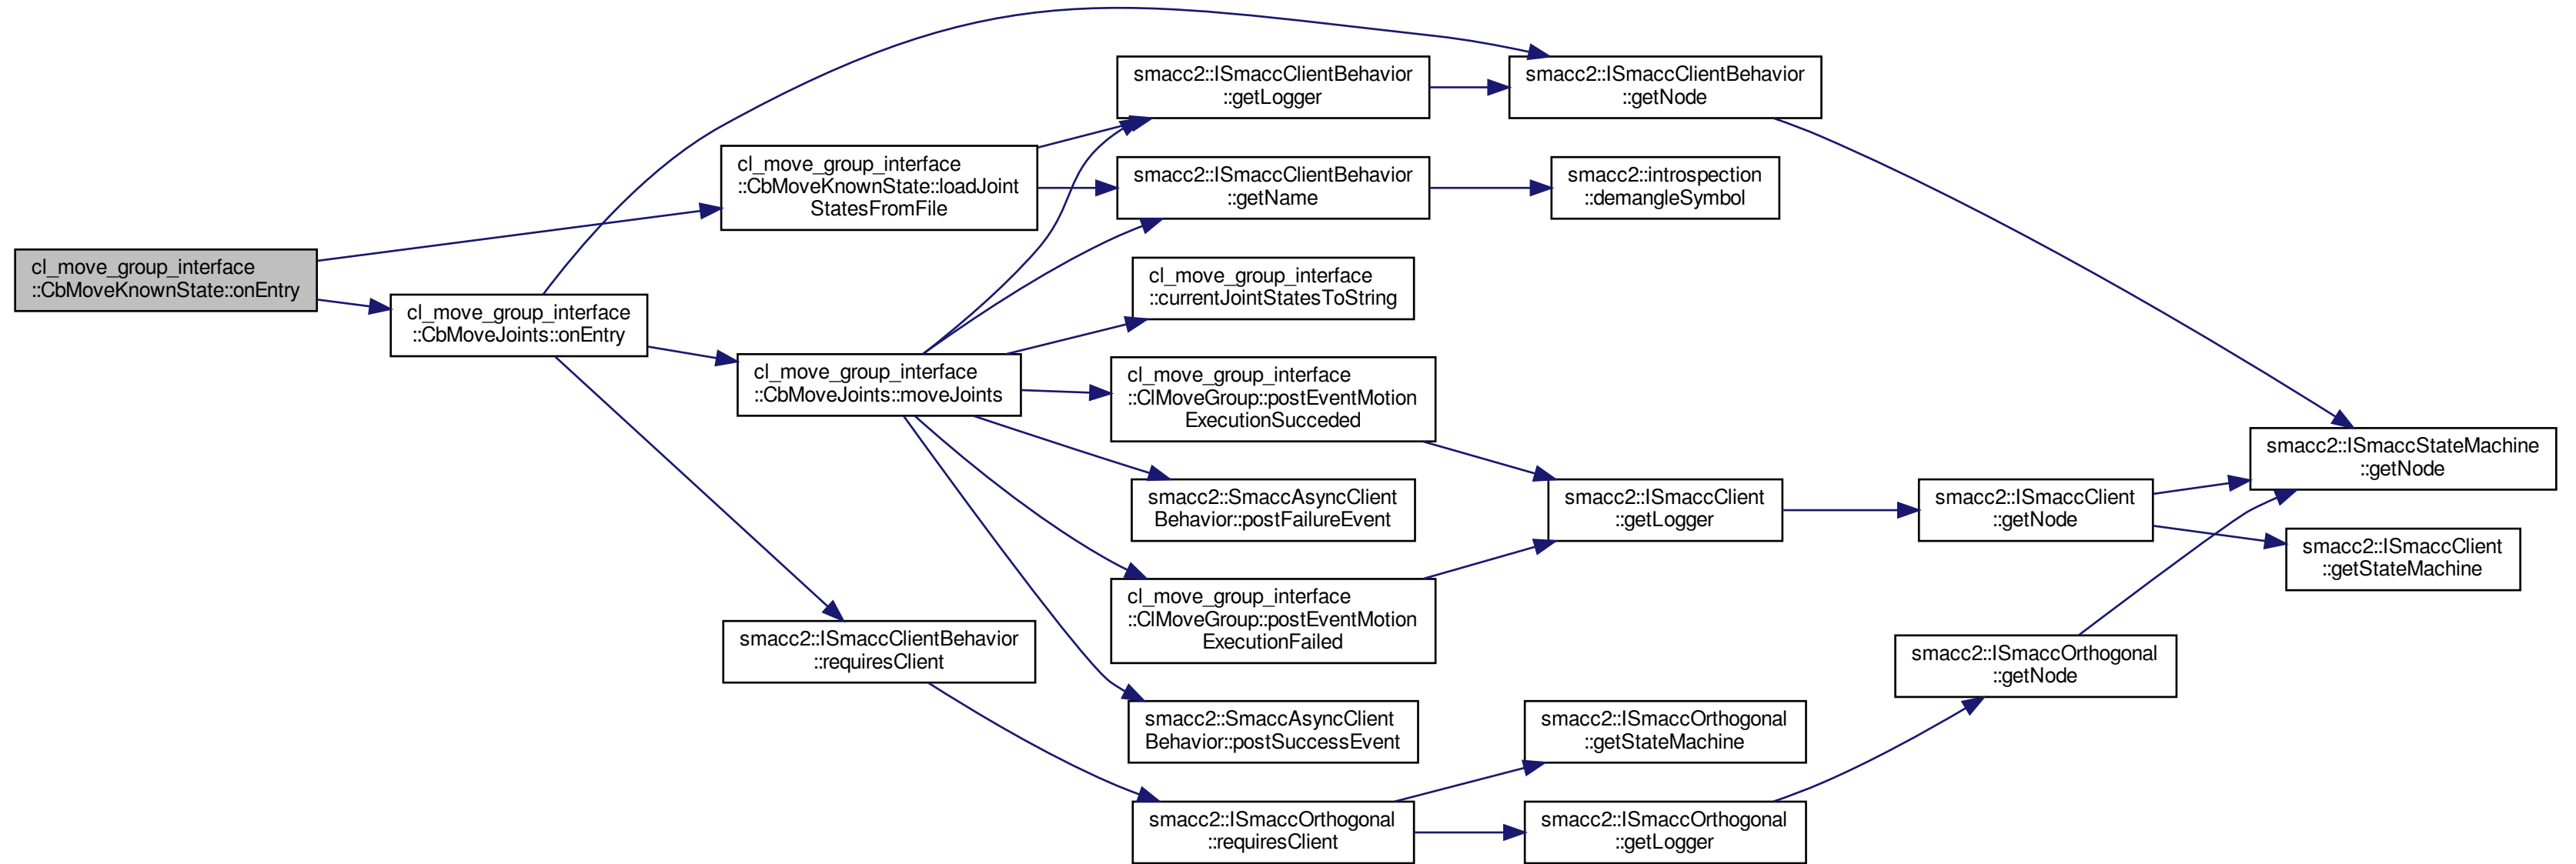 cl_move_group_interface
::CbMoveKnownState::onEntry
cl_move_group_interface
::CbMoveJoints::onEntry
cl_move_group_interface
::CbMoveKnownState::loadJoint
StatesFromFile
cl_move_group_interface
::CbMoveJoints::moveJoints
smacc2::ISmaccClientBehavior
::requiresClient
smacc2::ISmaccClientBehavior
::getLogger
smacc2::ISmaccClientBehavior
::getName
cl_move_group_interface
::currentJointStatesToString
cl_move_group_interface
::ClMoveGroup::postEventMotion
ExecutionSucceded
smacc2::SmaccAsyncClient
Behavior::postFailureEvent
cl_move_group_interface
::ClMoveGroup::postEventMotion
ExecutionFailed
smacc2::SmaccAsyncClient
Behavior::postSuccessEvent
smacc2::ISmaccOrthogonal
::requiresClient
smacc2::ISmaccClientBehavior
::getNode
smacc2::introspection
::demangleSymbol
smacc2::ISmaccClient
::getLogger
smacc2::ISmaccOrthogonal
::getStateMachine
smacc2::ISmaccOrthogonal
::getLogger
smacc2::ISmaccClient
::getNode
smacc2::ISmaccOrthogonal
::getNode
smacc2::ISmaccStateMachine
::getNode
smacc2::ISmaccClient
::getStateMachine